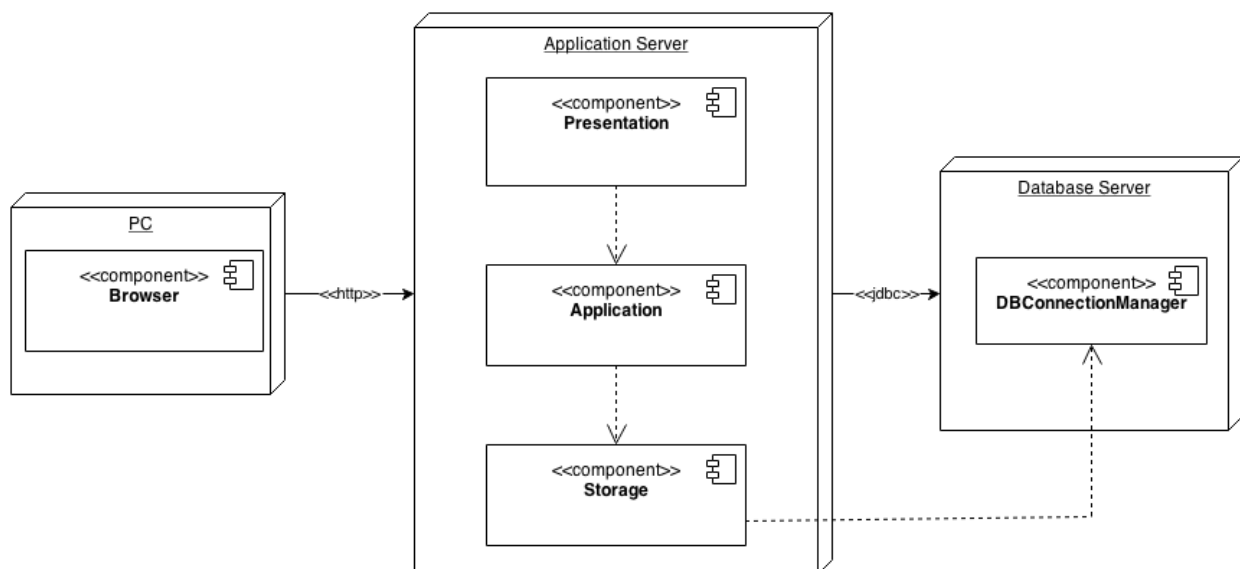 PC
<<component>>
Browser
<<http>>
Application Server
<<component>>
Presentation
<<component>>
Application
<<component>>
Storage
<<jdbc>>
Database Server
<<component>>
DBConnectionManager